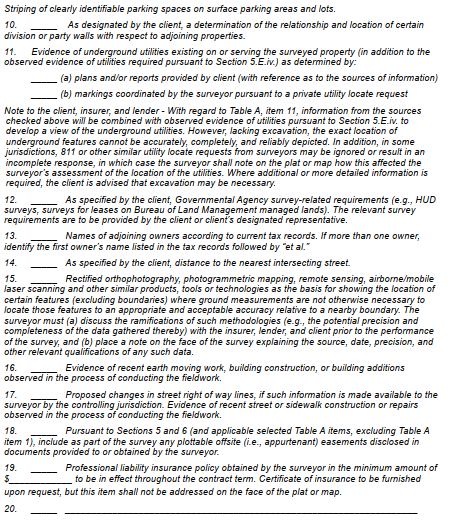 Striping of clearly identifiable parking spaces on surface parking areas and lots.
10. _____ As designated by the client, a determination of the relationship and location of certain
division or party walls with respect to adjoining properties.
11. Evidence of underground utilities existing on or serving the surveyed property (in addition to the
observed evidence of utilities required pursuant to Section 5.E.iv.) as determined by:
_____ (a) plans and/or reports provided by client (with reference as to the sources of information)
_____ (b) markings coordinated by the surveyor pursuant to a private utility locate request
Note to the client, insurer, and lender - With regard to Table A, item 11, information from the sources
checked above will be combined with observed evidence of utilities pursuant to Section 5.E.iv. to
develop a view of the underground utilities. However, lacking excavation, the exact location of
underground features cannot be accurately, completely, and reliably depicted. In addition, in some
jurisdictions, 811 or other similar utility locate requests from surveyors may be ignored or result in an
incomplete response, in which case the surveyor shall note on the plat or map how this affected the
surveyor's assessment of the location of the utilities. Where additional or more detailed information is
required, the client is advised that excavation may be necessary.
12. _____ As specified by the client, Governmental Agency survey-related requirements (e.g., HUD
surveys, surveys for leases on Bureau of Land Management managed lands). The relevant survey
requirements are to be provided by the client or client's designated representative.
13. _____ Names of adjoining owners according to current tax records. If more than one owner,
identify the first owner's name listed in the tax records followed by "et al."
14. _____ As specified by the client, distance to the nearest intersecting street.
15. _____ Rectified orthophotography, photogrammetric mapping, remote sensing, airborne/mobile
laser scanning and other similar products, tools or technologies as the basis for showing the location of
certain features (excluding boundaries) where ground measurements are not otherwise necessary to
locate those features to an appropriate and acceptable accuracy relative to a nearby boundary. The
surveyor must (a) discuss the ramifications of such methodologies (e.g., the potential precision and
completeness of the data gathered thereby) with the insurer, lender, and client prior to the performance
of the survey, and (b) place a note on the face of the survey explaining the source, date, precision, and
other relevant qualifications of any such data.
16. _____ Evidence of recent earth moving work, building construction, or building additions
observed in the process of conducting the fieldwork.
17. _____ Proposed changes in street right of way lines, if such information is made available to the
surveyor by the controlling jurisdiction. Evidence of recent street or sidewalk construction or repairs
observed in the process of conducting the fieldwork.
18. _____ Pursuant to Sections 5 and 6 (and applicable selected Table A items, excluding Table A
item 1), include as part of the survey any plottable offsite (i.e., appurtenant) easements disclosed in
documents provided to or obtained by the surveyor.
19. _____ Professional liability insurance policy obtained by the surveyor in the minimum amount of
$____________ to be in effect throughout the contract term. Certificate of insurance to be furnished
upon request, but this item shall not be addressed on the face of the plat or map.
20. _____ ____________________________________________________________________